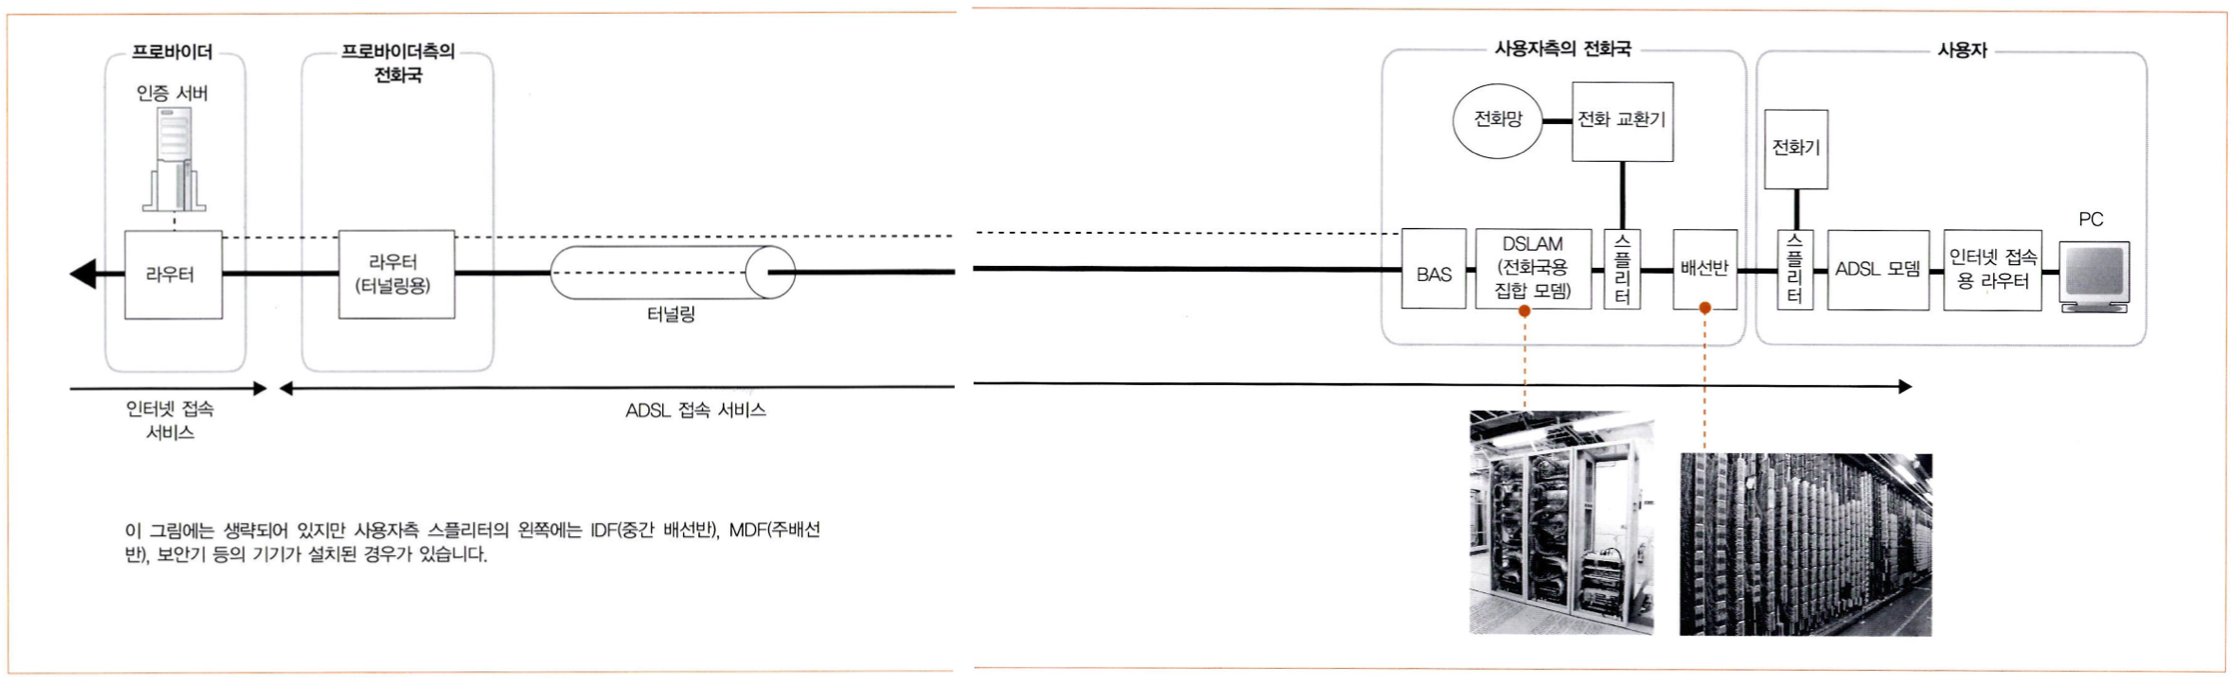 프로바이더
인증 서버
라우터
프로바이더측의
전화국
라우터
(터널링용)
터널링
사용자측의 전화국
전화망
전화 교환기
BAS
DSLAM
(전화국용
집합 모뎀)
스플리터
배선반
사용자
전화기
스플리터
ADSL 모뎀
인터넷 접속
용 라우터
PC
인터넷 접속
서비스
ADSL 접속 서비스
이 그림에는 생략되어 있지만 사용자측 스플리터의 왼쪽에는 IDF(중간 배선반), MDF(주배선
반), 보안기 등의 기기가 설치된 경우가 있습니다.